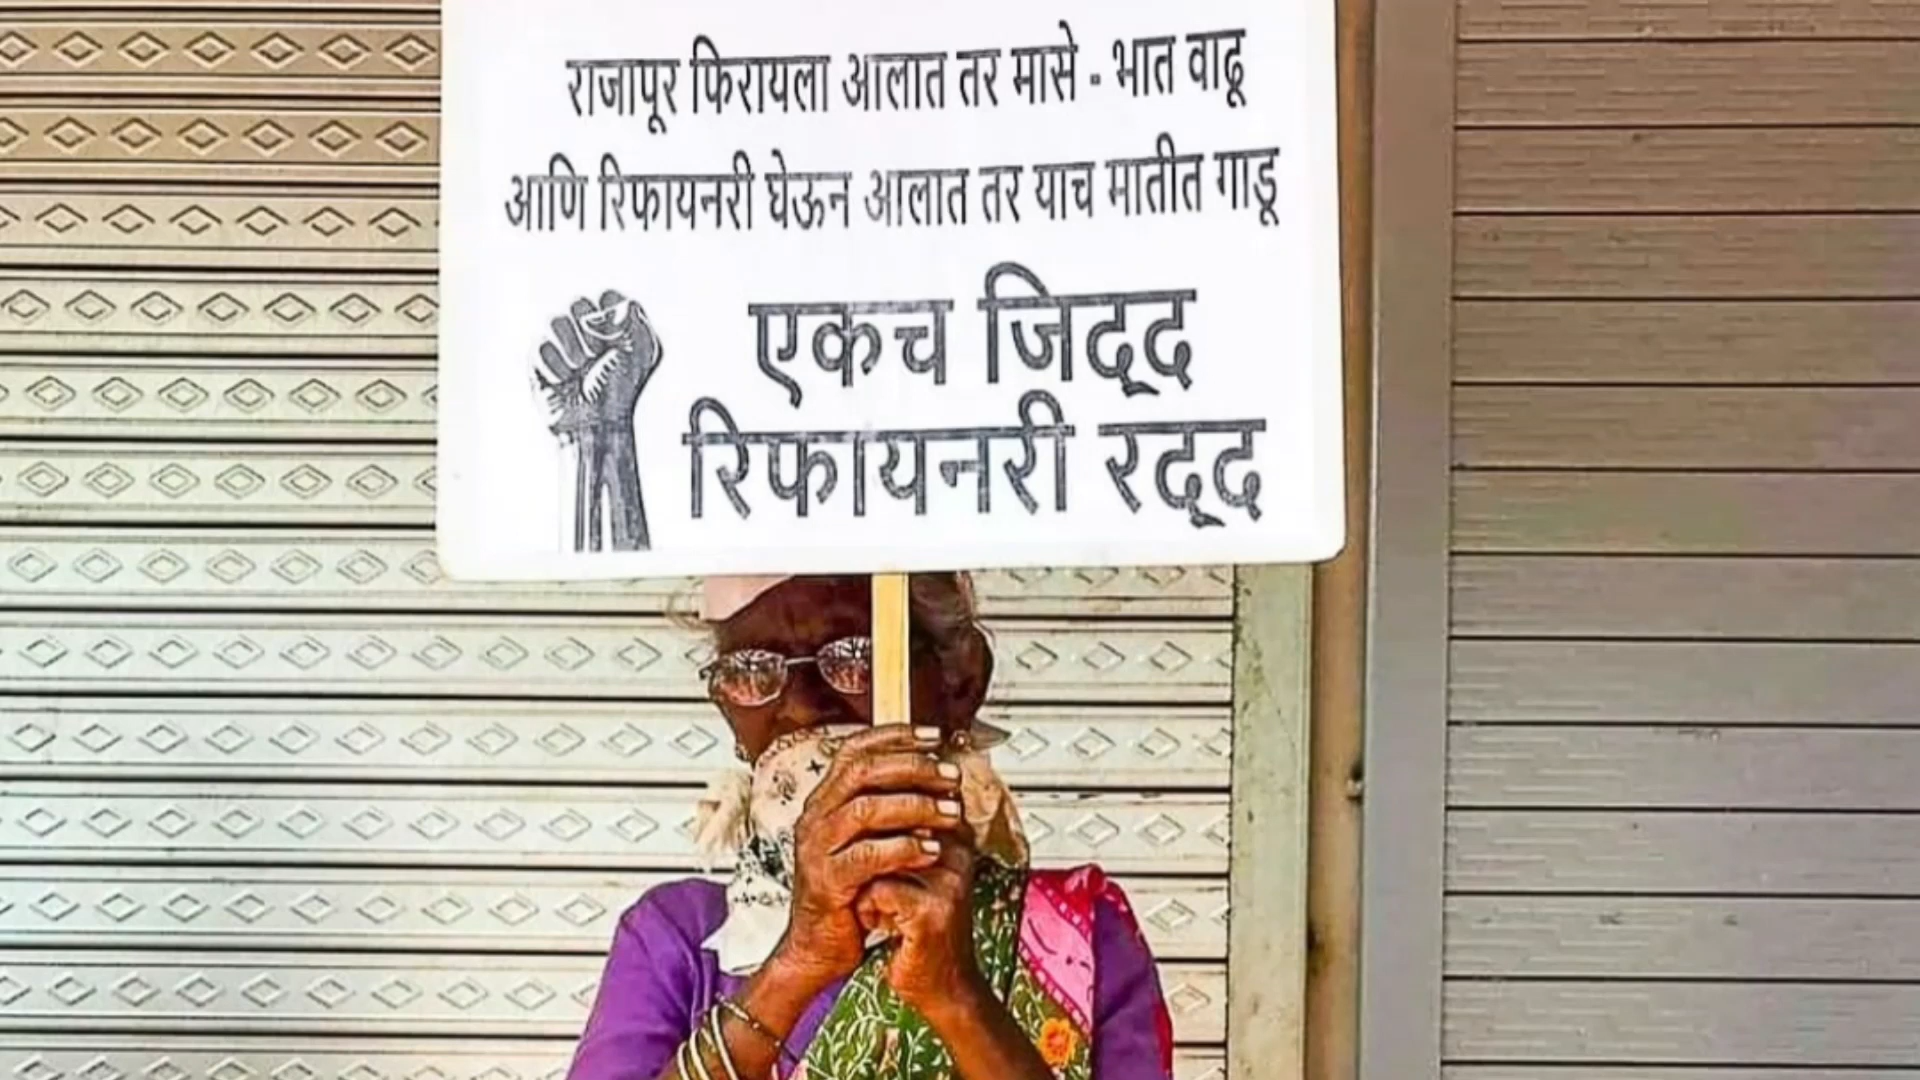 राजापूर फिरायला आलात तर मासे - भात वाढू
आणि रिफायनरी घेऊन आलात तर याच मातीत गाडू
एकच जिद्द
रिफायनरी रद्द